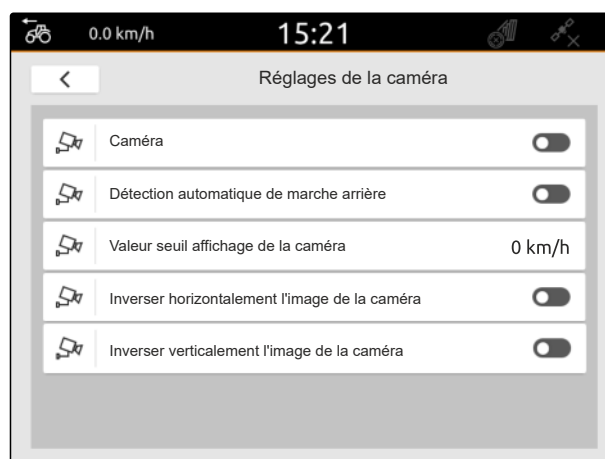 0.0 km/h 15:21
Réglages de la caméra
Caméra
Détection automatique de marche arrière
Valeur seuil affichage de la caméra 0 km/h
Inverser horizontalement l'image de la caméra
Inverser verticalement l'image de la caméra